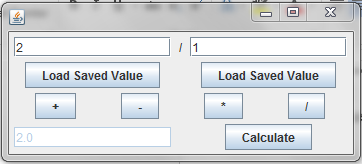 2 / 1
Load Saved Value Load Saved Value
+ - * /
2.0 Calculate